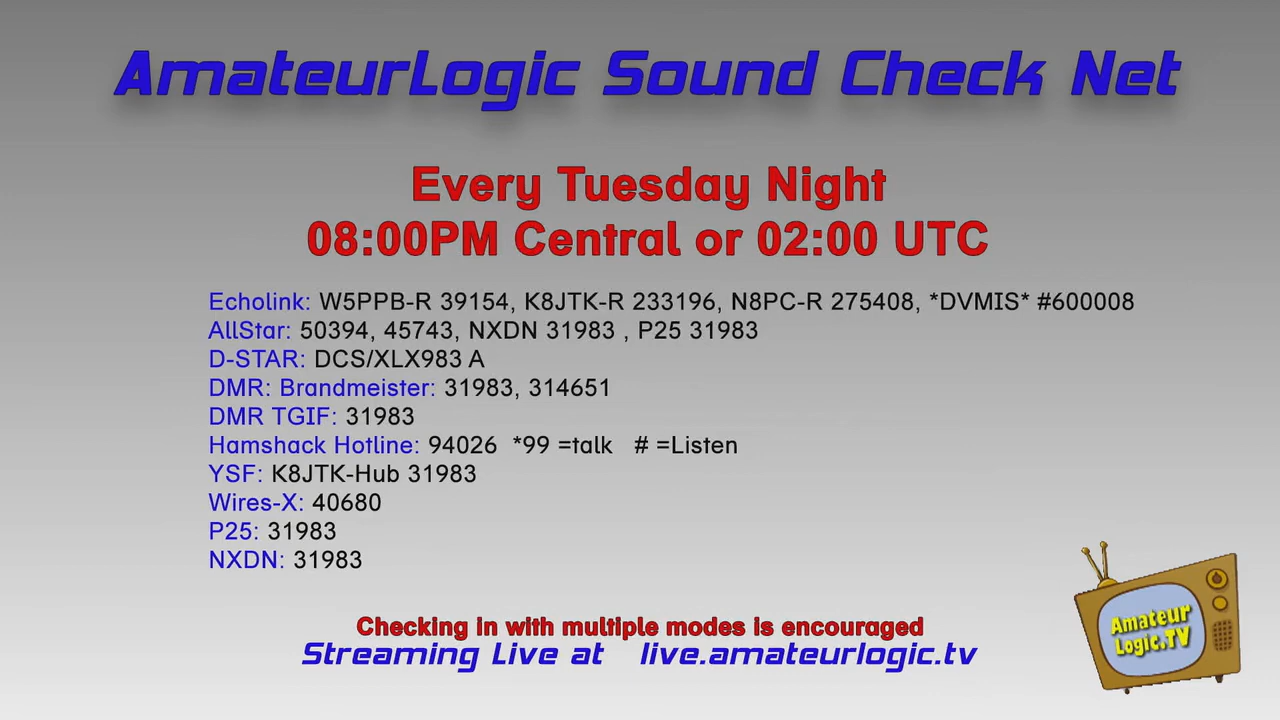 AmateurLogic Sound Check Net
Every Tuesday Night
08:00PM Central or 02:00 UTC
Echolink: W5PPB-R 39154, K8JTK-R 233196, N8PC-R 275408, *DVMIS* #600008
AllStar: 50394, 45743, NXDN 31983 , P25 31983
D-STAR: DCS/XLX983 A
DMR: Brandmeister: 31983, 314651
DMR TGIF: 31983
Hamshack Hotline: 94026 *99 =talk # =Listen
YSF: K8JTK-Hub 31983
Wires-X: 40680
P25: 31983
NXDN: 31983
Checking in with multiple modes is encouraged
Streaming Live at live.amateurlogic.tv
Amateur
Logic.TV